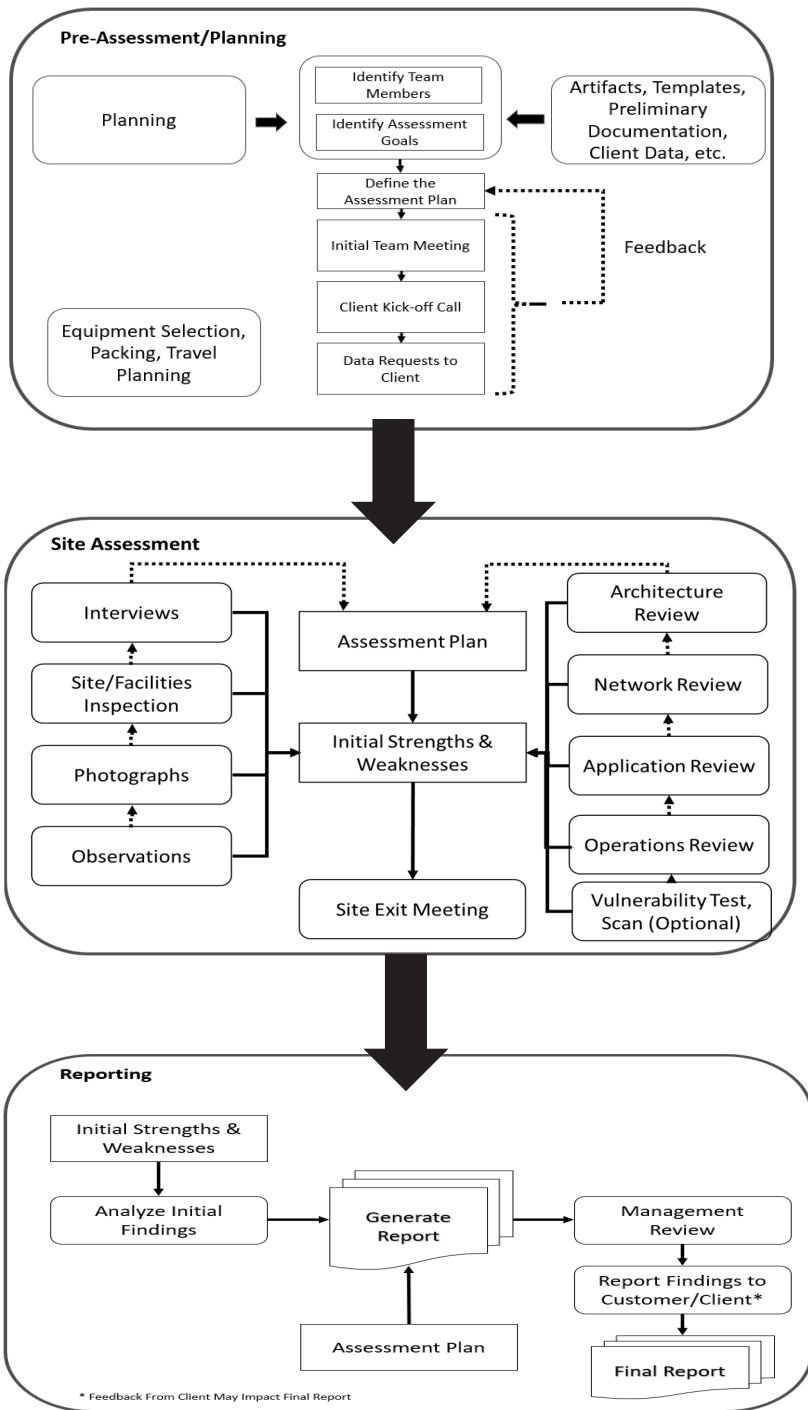 Pre-Assessment/Planning
Planning
Identify Team
Members
Identify Assessment
Goals
Artifacts, Templates,
Preliminary
Documentation,
Client Data, etc.
Define the
Assessment Plan
Initial Team Meeting
Feedback
Client Kick-off Call
Equipment Selection,
Packing, Travel
Planning
Data Requests to
Client
Site Assessment
Interviews
Site/Facilities
Inspection
Photographs
Observations
Assessment Plan
Initial Strengths &
Weaknesses
Site Exit Meeting
Architecture
Review
Network Review
Application Review
Operations Review
Vulnerability Test,
Scan (Optional)
Reporting
Initial Strengths &
Weaknesses
Analyze Initial
Findings
Generate
Report
Assessment Plan
Management
Review
Report Findings to
Customer/Client*
Final Report
* Feedback From Client May Impact Final Report